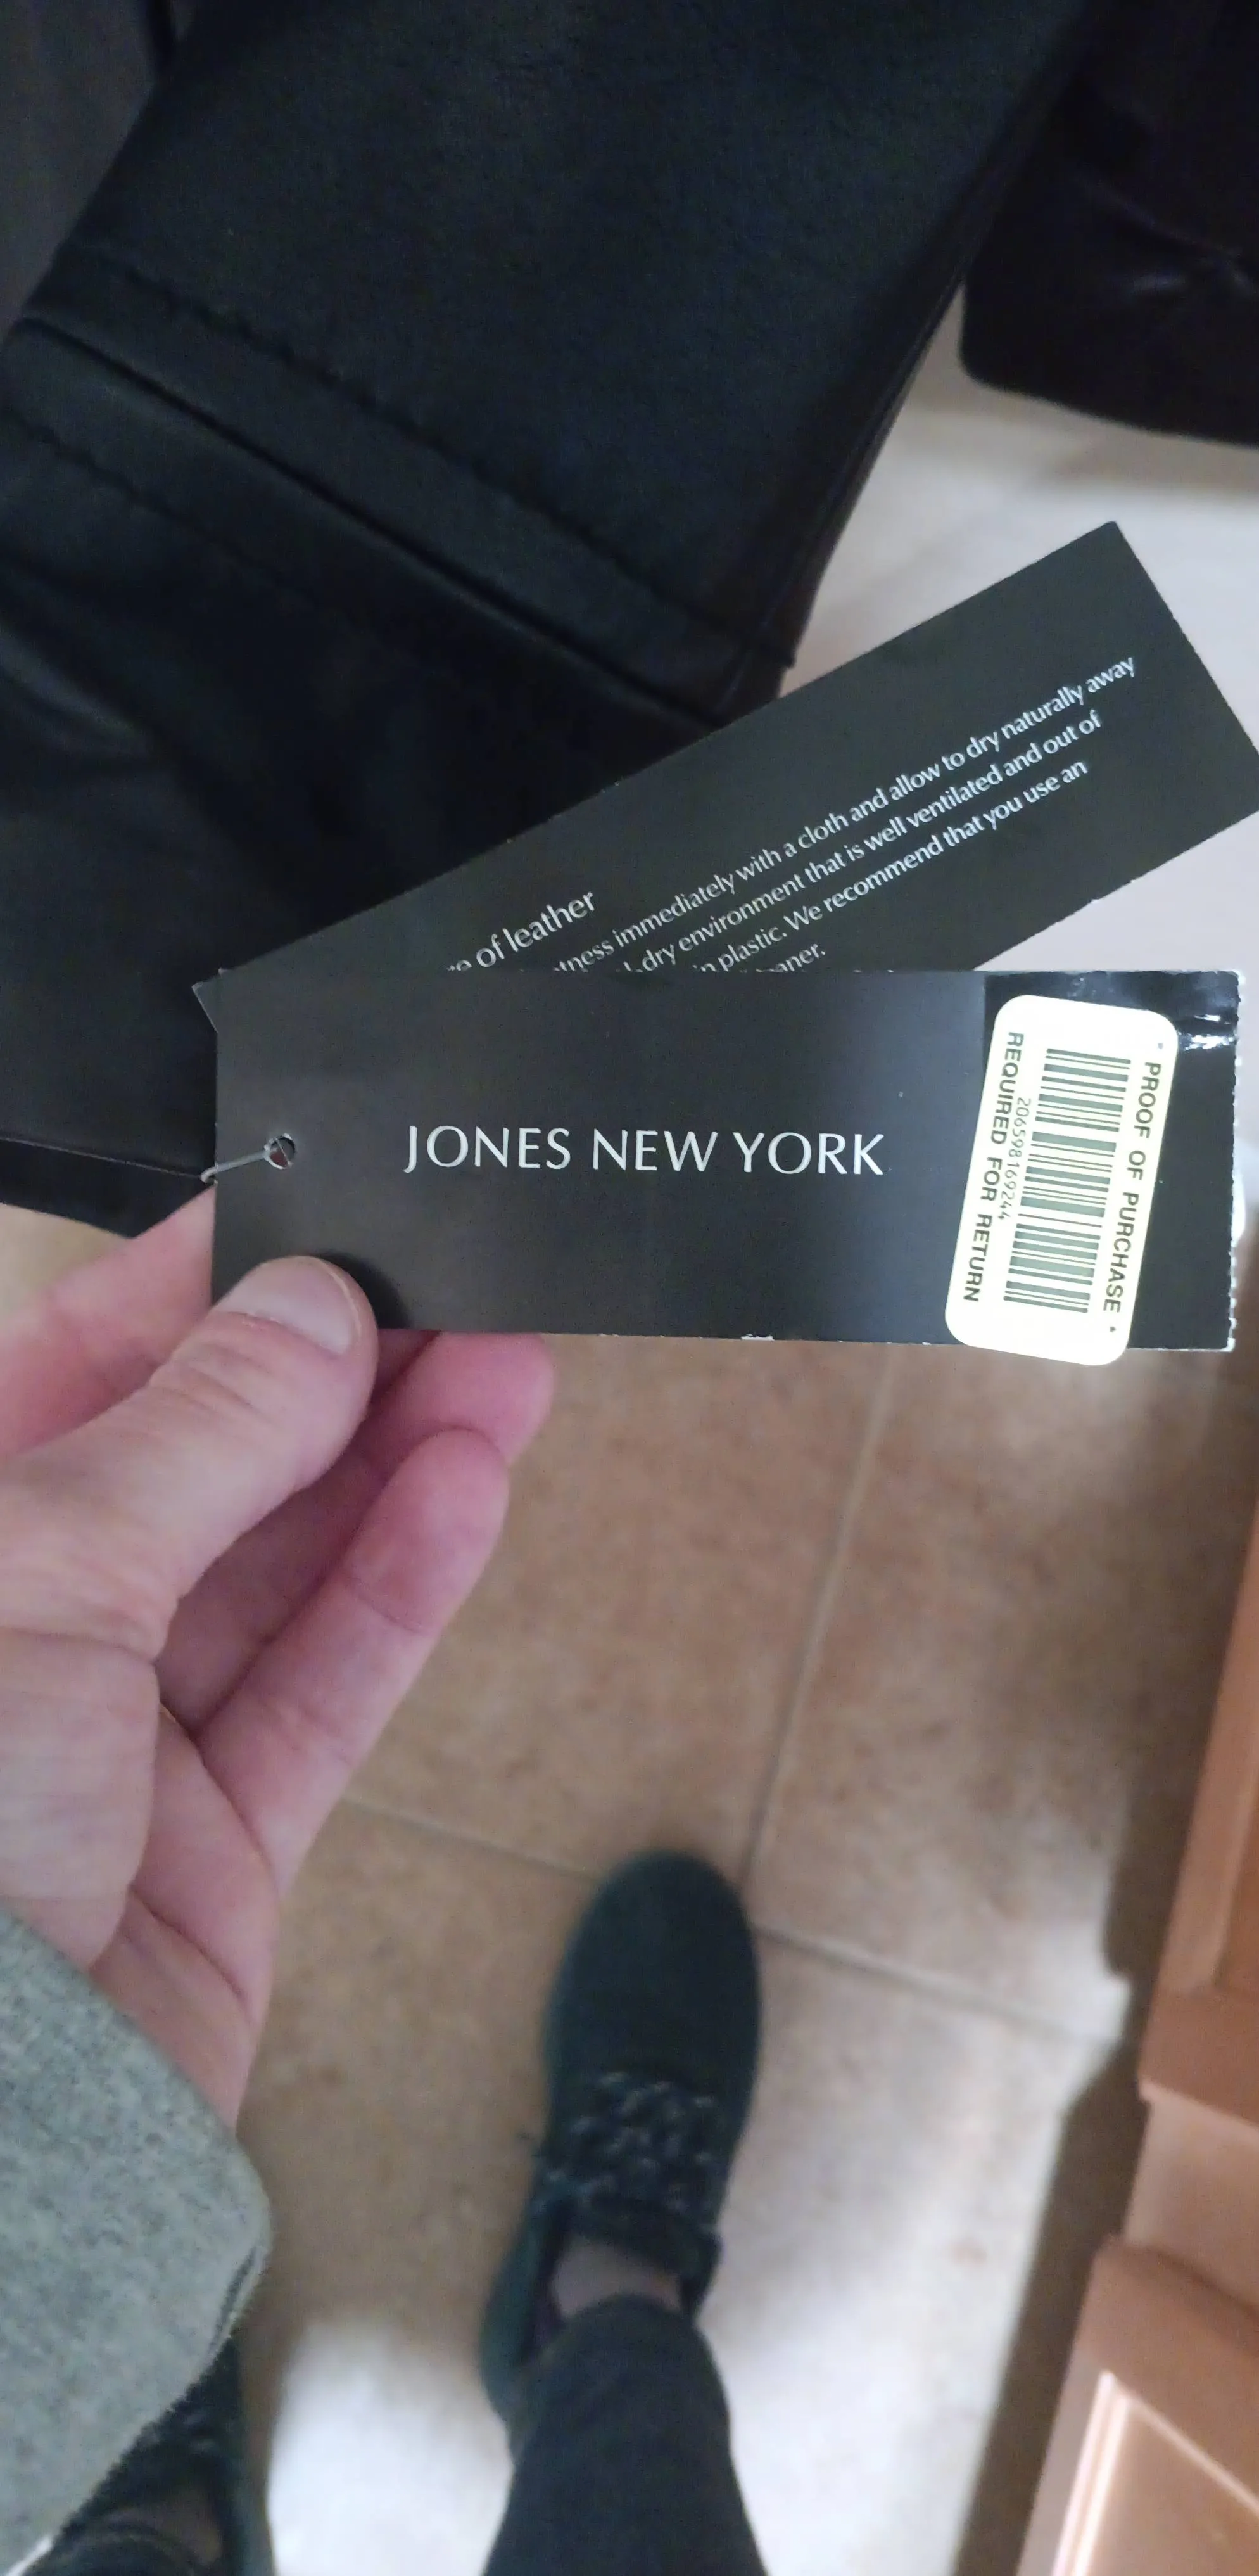 of leather
immediately with a cloth and allow to dry naturally away
dry environment that is well ventilated and out of
plastic. We recommend that you use an
JONES NEW YORK
* PROOF OF PURCHASE *
206598169244
REQUIRED FOR RETURN